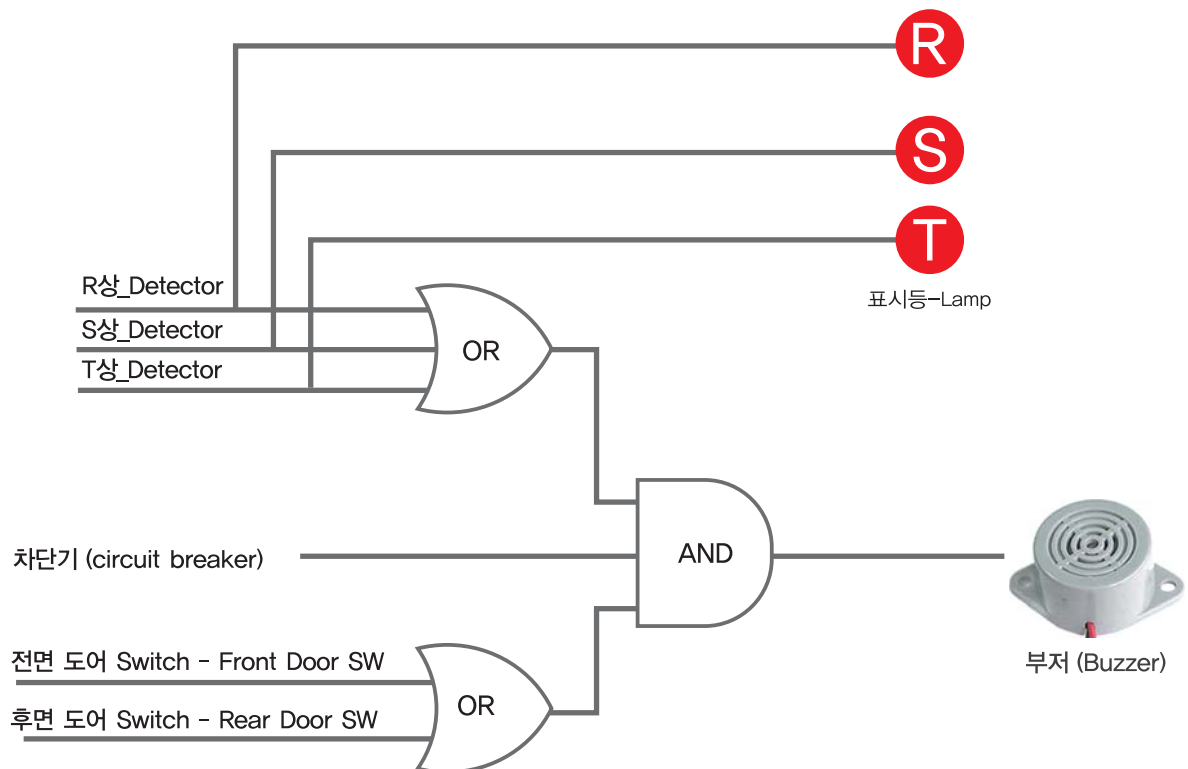 R
S
T
표시등-Lamp
R상_Detector
S상_Detector
T상_Detector
OR
차단기 (circuit breaker)
AND
전면 도어 Switch - Front Door SW
후면 도어 Switch - Rear Door SW
OR
부저 (Buzzer)